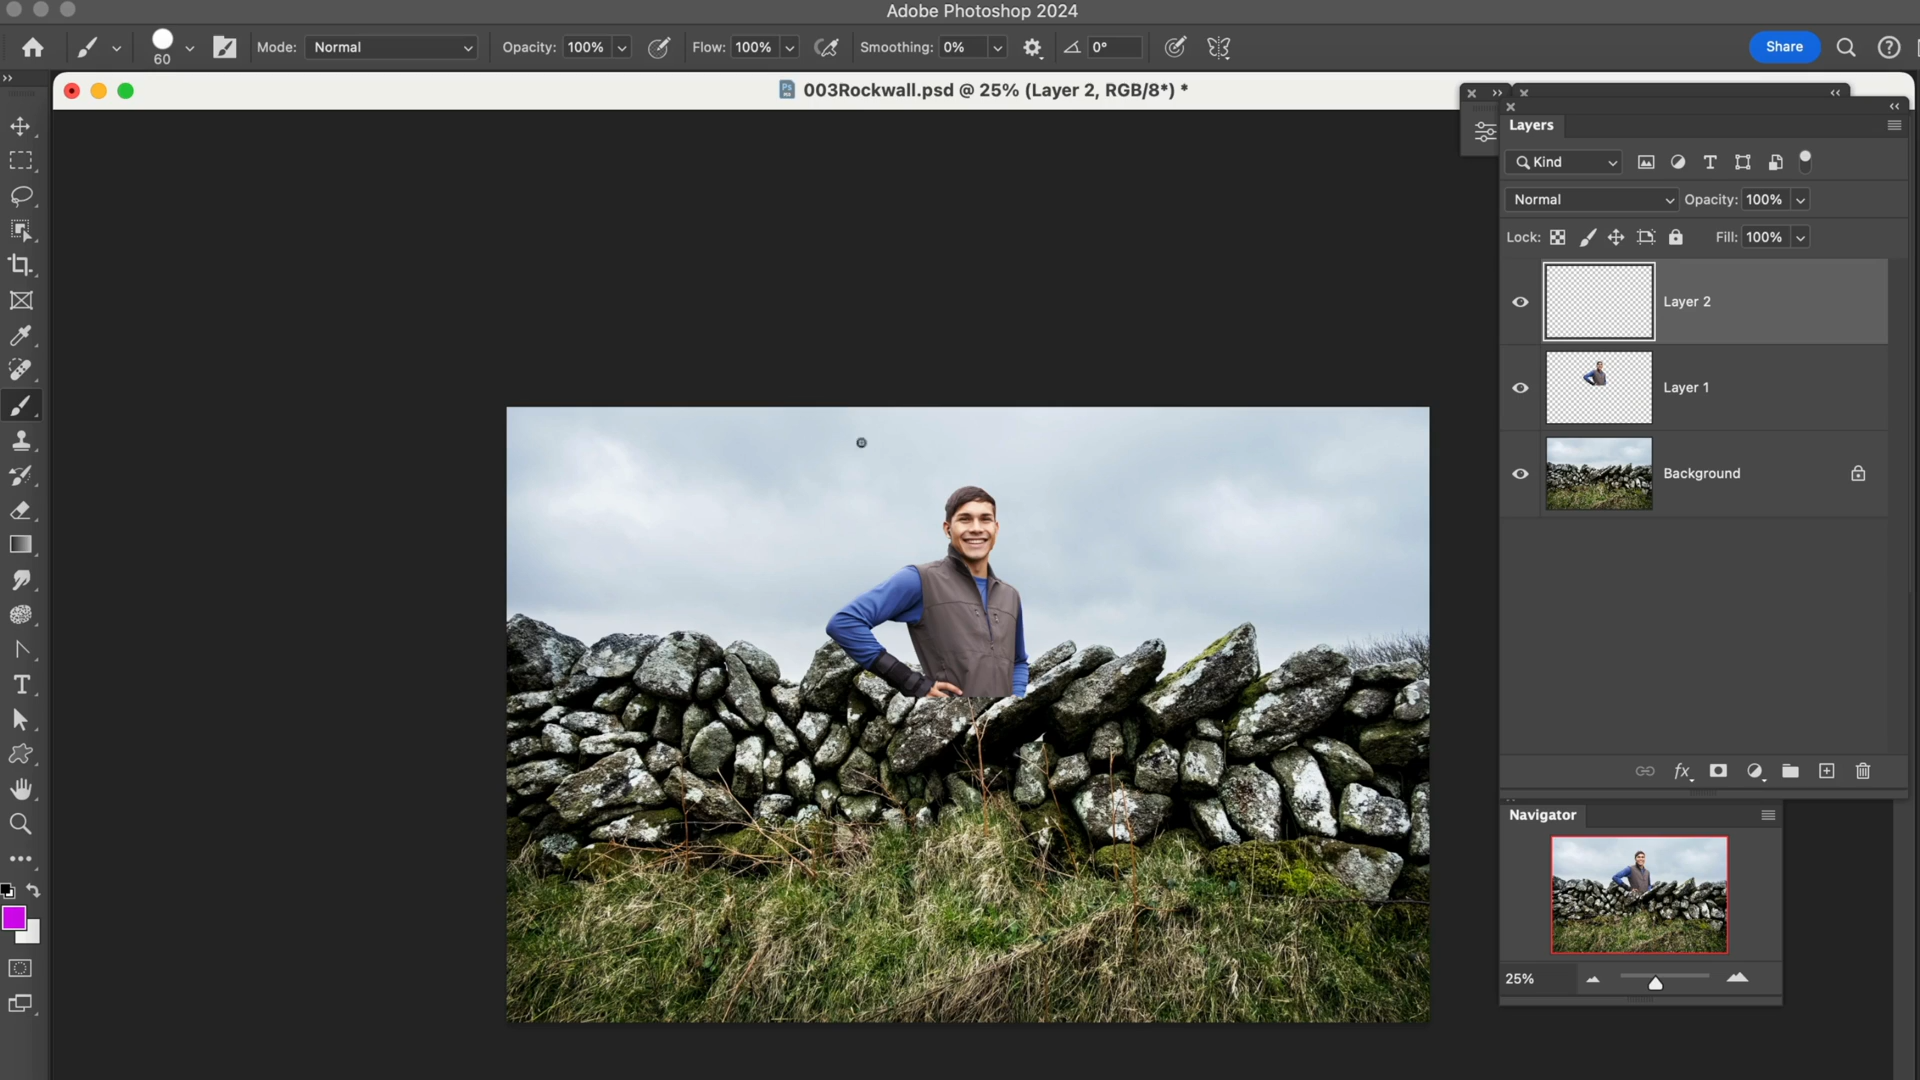 Adobe Photoshop 2024
60
Mode: Normal
Opacity: 100%
Flow: 100%
Smoothing: 0%
0°
Share
003Rockwall.psd @ 25% (Layer 2, RGB/8*) *
Layers
Kind
Normal
Opacity: 100%
Lock:
Fill: 100%
Layer 2
Layer 1
Background
Navigator
25%